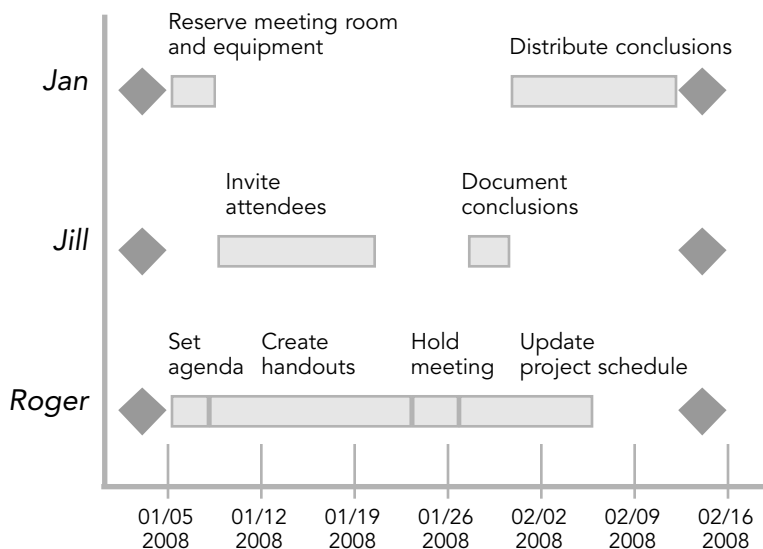 Reserve meeting room
and equipment
Distribute conclusions
Jan
Invite
attendees
Document
conclusions
Jill
Set
agenda
Create
handouts
Hold
meeting
Update
project schedule
Roger
01/05
2008
01/12
2008
01/19
2008
01/26
2008
02/02
2008
02/09
2008
02/16
2008